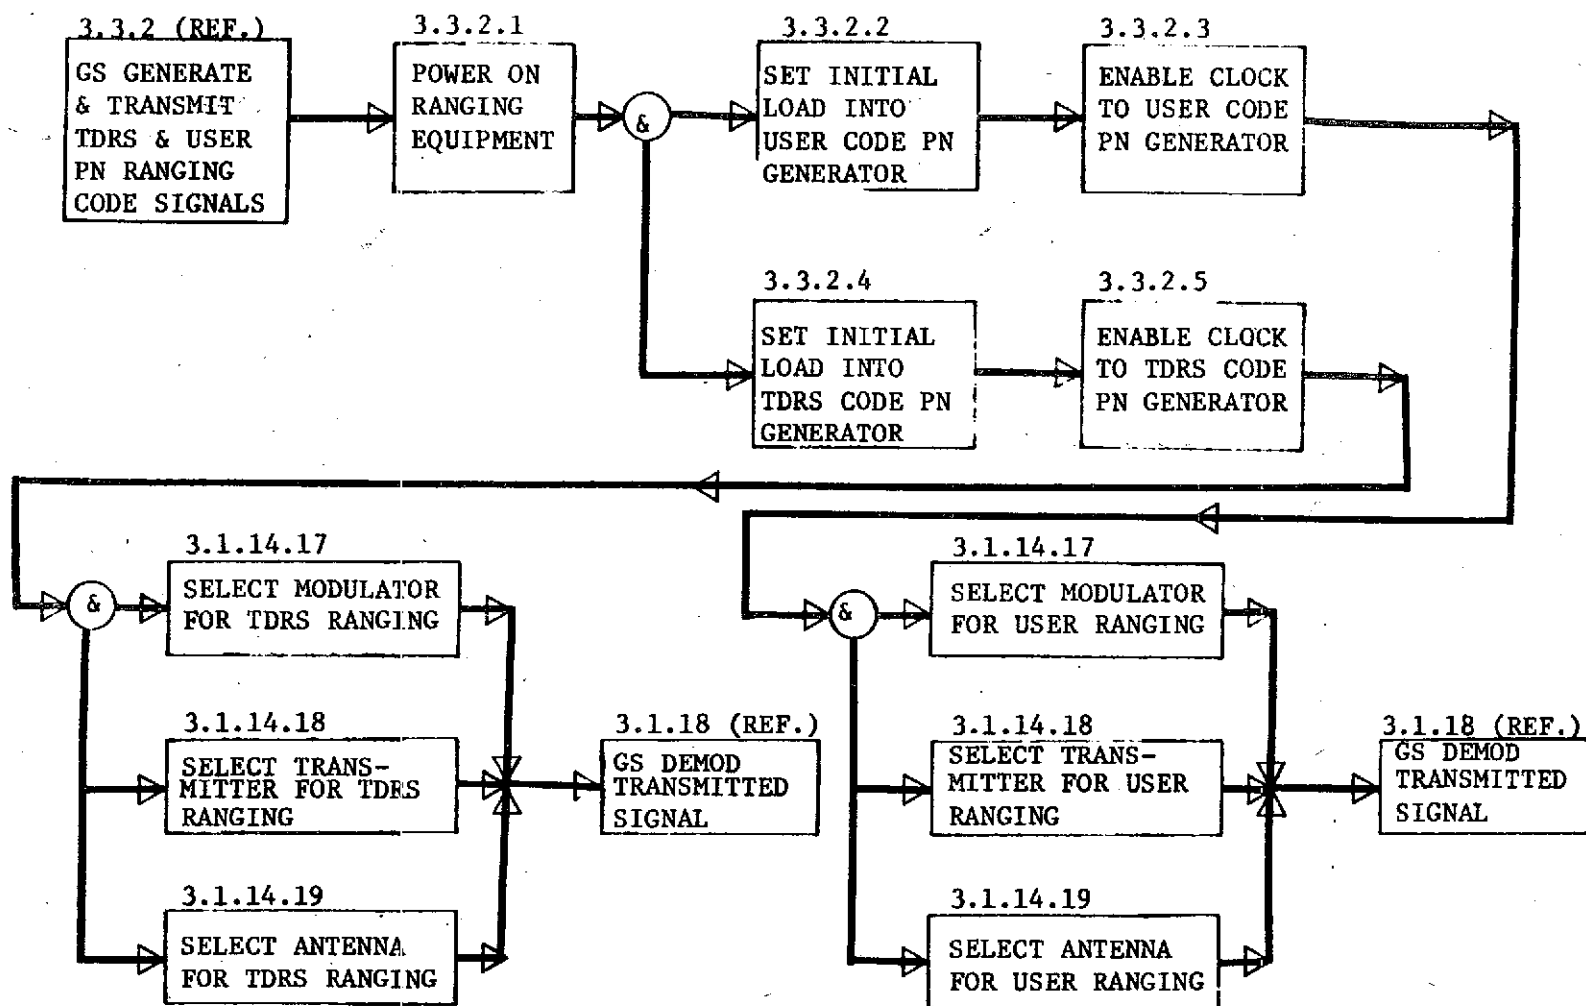 3.3.2 (REF.)
GS GENERATE
& TRANSMIT
TDRS & USER
PN RANGING
CODE SIGNALS
3.3.2.1
POWER ON
RANGING
EQUIPMENT
&
3.3.2.2
SET INITIAL
LOAD INTO
USER CODE PN
GENERATOR
3.3.2.3
ENABLE CLOCK
TO USER CODE
PN GENERATOR
3.3.2.4
SET INITIAL
LOAD INTO
TDRS CODE PN
GENERATOR
3.3.2.5
ENABLE CLOCK
TO TDRS CODE
PN GENERATOR
&
3.1.14.17
SELECT MODULATOR
FOR TDRS RANGING
3.1.14.18
SELECT TRANS-
MITTER FOR TDRS
RANGING
3.1.14.19
SELECT ANTENNA
FOR TDRS RANGING
3.1.18 (REF.)
GS DEMOD
TRANSMITTED
SIGNAL
&
3.1.14.17
SELECT MODULATOR
FOR USER RANGING
3.1.14.18
SELECT TRANS-
MITTER FOR USER
RANGING
3.1.14.19
SELECT ANTENNA
FOR USER RANGING
3.1.18 (REF.)
GS DEMOD
TRANSMITTED
SIGNAL